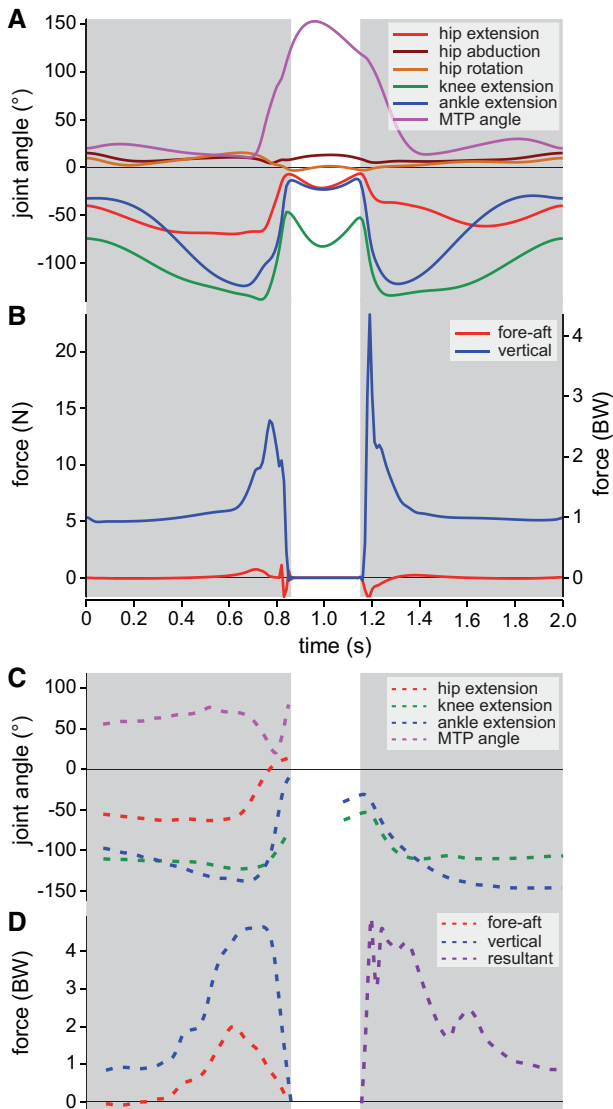 A
150
100
50
0
-50
-100
joint angle (°)
hip extension
hip abduction
hip rotation
knee extension
ankle extension
MTP angle
B
20
15
10
5
0
force (N)
fore-aft
vertical
4
3
2
1
0
force (BW)
0 0.2 0.4 0.6 0.8 1.0 1.2 1.4 1.6 1.8 2.0
time (s)
C
100
50
0
-50
-100
-150
joint angle (°)
hip extension
knee extension
ankle extension
MTP angle
D
4
3
2
1
0
force (BW)
fore-aft
vertical
resultant